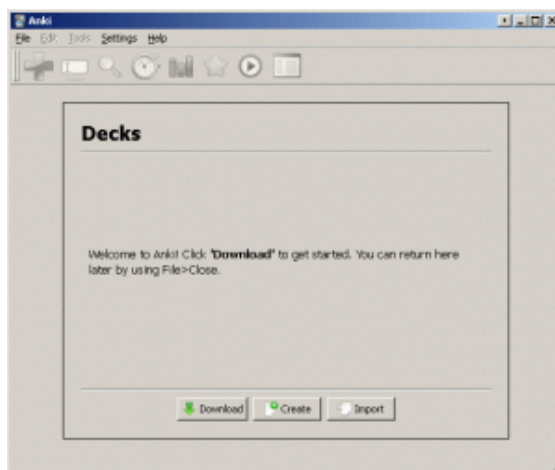 Anki
File Edit Tools Settings Help
Decks
Welcome to Anki! Click "Download" to get started. You can return here
later by using File>Close.
Download Create Import